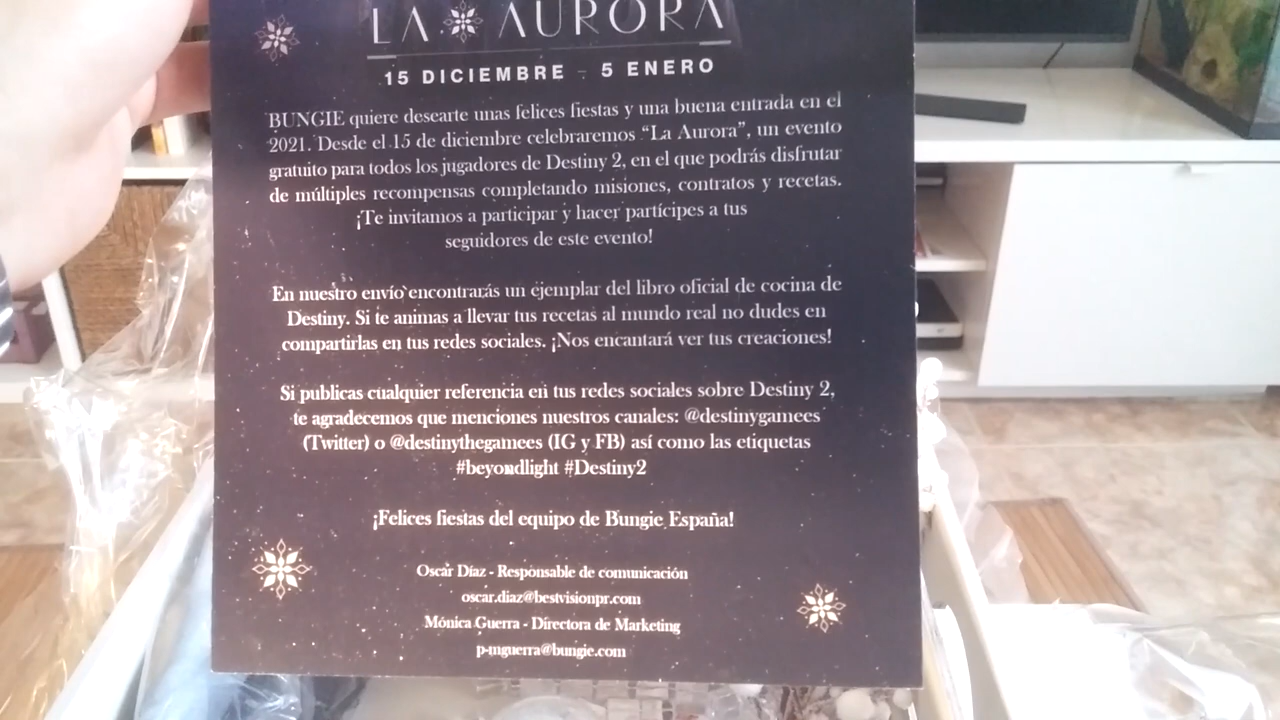 LA AURORA
15 DICIEMBRE - 5 ENERO
BUNGIE quiere desearte unas felices fiestas y una buena entrada en el
2021. Desde el 15 de diciembre celebraremos “La Aurora”, un evento
gratuito para todos los jugadores de Destiny 2, en el que podrás disfrutar
de múltiples recompensas completando misiones, contratos y recetas.
¡Te invitamos a participar y hacer partícipes a tus
seguidores de este evento!
En nuestro envío encontrarás un ejemplar del libro oficial de cocina de
Destiny. Si te animas a llevar tus recetas al mundo real no dudes en
compartirlas en tus redes sociales. ¡Nos encantará ver tus creaciones!
Si publicas cualquier referencia en tus redes sociales sobre Destiny 2,
te agradecemos que menciones nuestros canales: @destinygamees
(Twitter) o @destinythegamees (IG y FB) así como las etiquetas
#beyondlight #Destiny2
¡Felices fiestas del equipo de Bungie España!
Oscar Díaz - Responsable de comunicación
oscar.diaz@bestvisionpr.com
Mónica Guerra - Directora de Marketing
p-mguerra@bungie.com